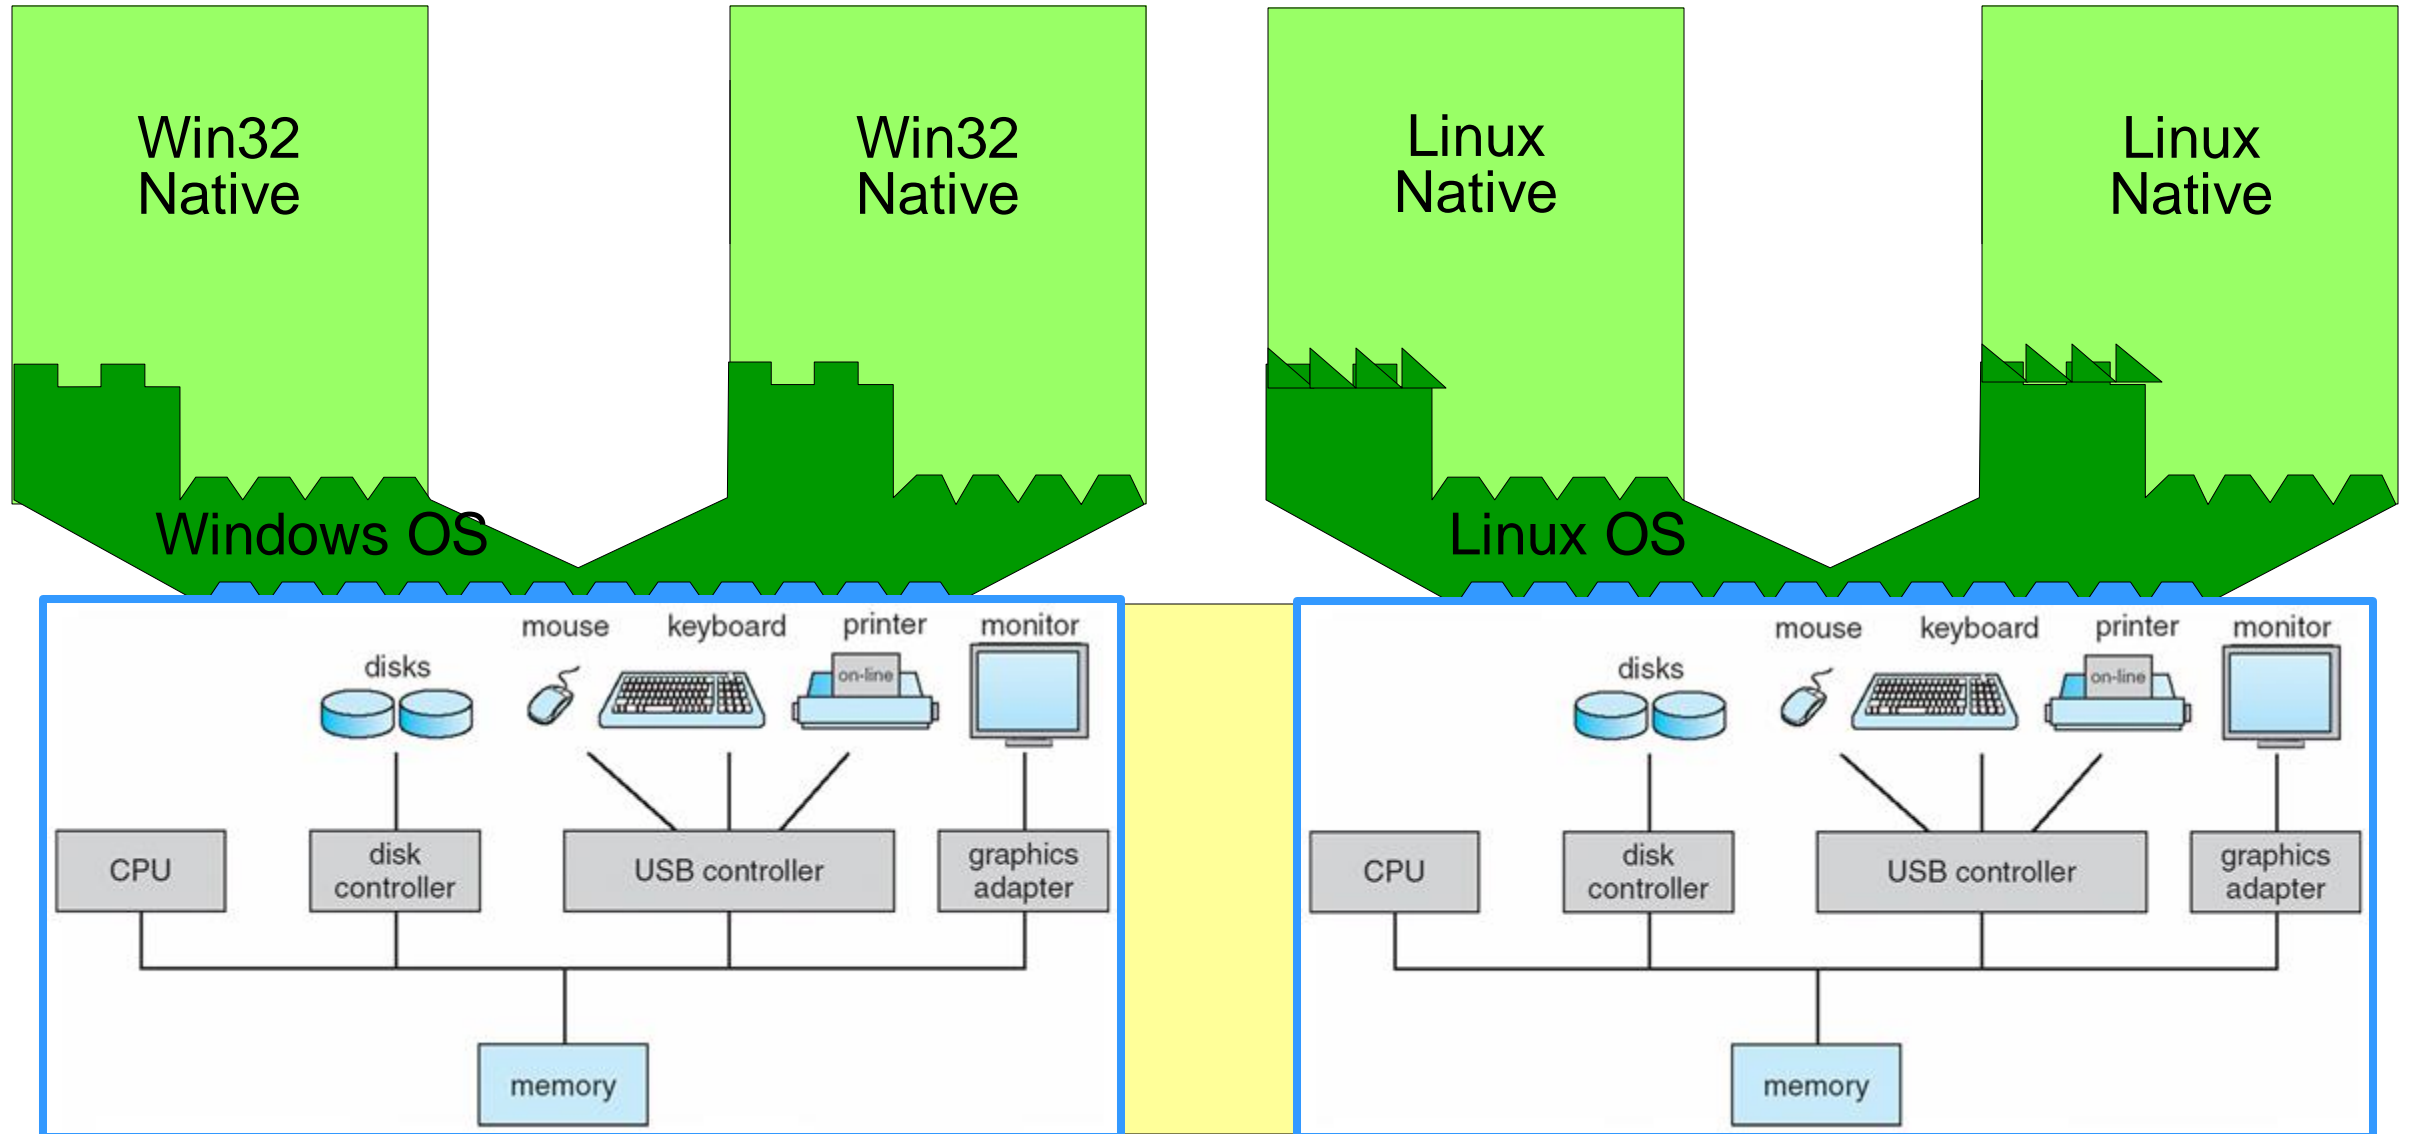 Win32
Native
Win32
Native
Linux
Native
Linux
Native
Windows OS
Linux OS
mouse
keyboard
printer
monitor
disks
on-line
CPU
disk
controller
USB controller
graphics
adapter
memory
mouse
keyboard
printer
monitor
disks
on-line
CPU
disk
controller
USB controller
graphics
adapter
memory